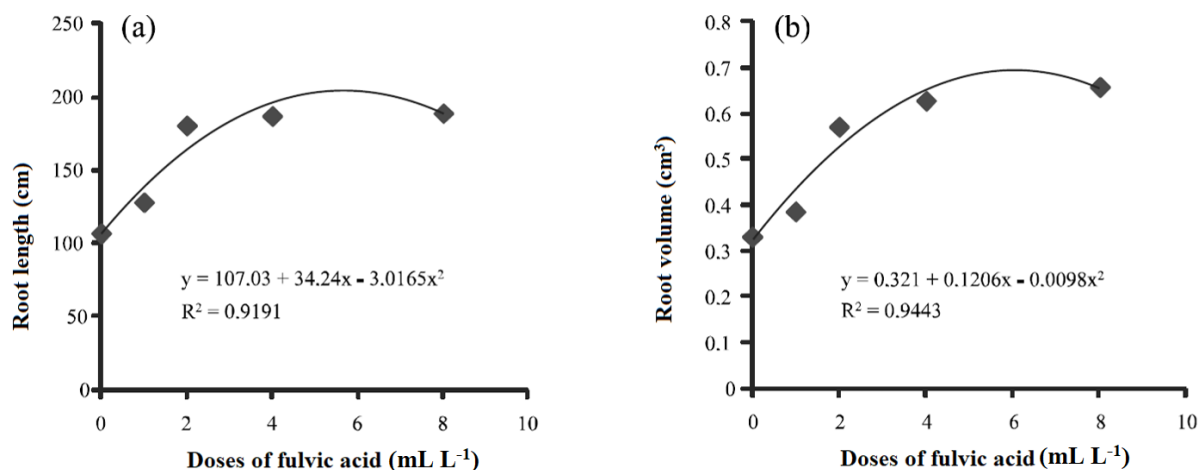 (a)
250
200
150
100
50
0
Root length (cm)
y = 107.03 + 34.24x - 3.0165x²
R² = 0.9191
0 2 4 6 8 10
Doses of fulvic acid (mL L⁻¹)
(b)
0.8
0.7
0.6
0.5
0.4
0.3
0.2
0.1
0
Root volume (cm³)
y = 0.321 + 0.1206x - 0.0098x²
R² = 0.9443
0 2 4 6 8 10
Doses of fulvic acid (mL L⁻¹)